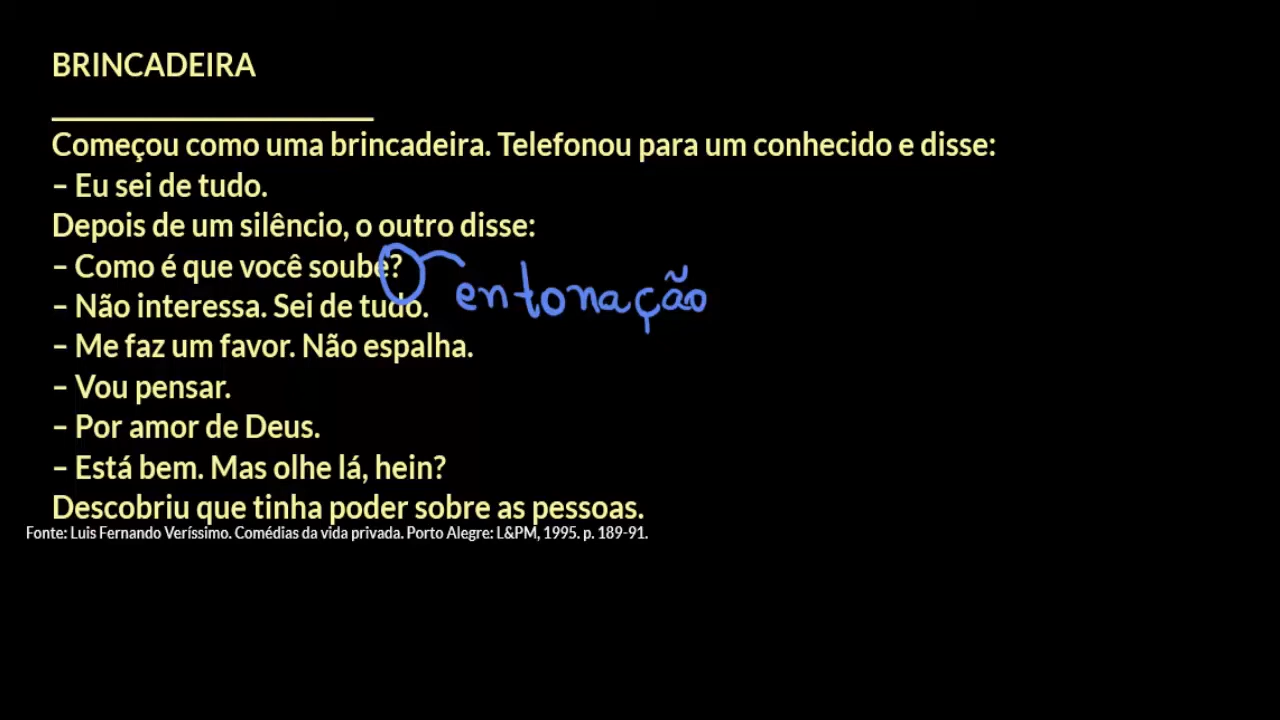 BRINCADEIRA
Começou como uma brincadeira. Telefonou para um conhecido e disse:
– Eu sei de tudo.
Depois de um silêncio, o outro disse:
– Como é que você soube?
entonação
– Não interessa. Sei de tudo.
– Me faz um favor. Não espalha.
– Vou pensar.
– Por amor de Deus.
– Está bem. Mas olhe lá, hein?
Descobriu que tinha poder sobre as pessoas.
Fonte: Luis Fernando Veríssimo. Comédias da vida privada. Porto Alegre: L&PM, 1995. p. 189-91.